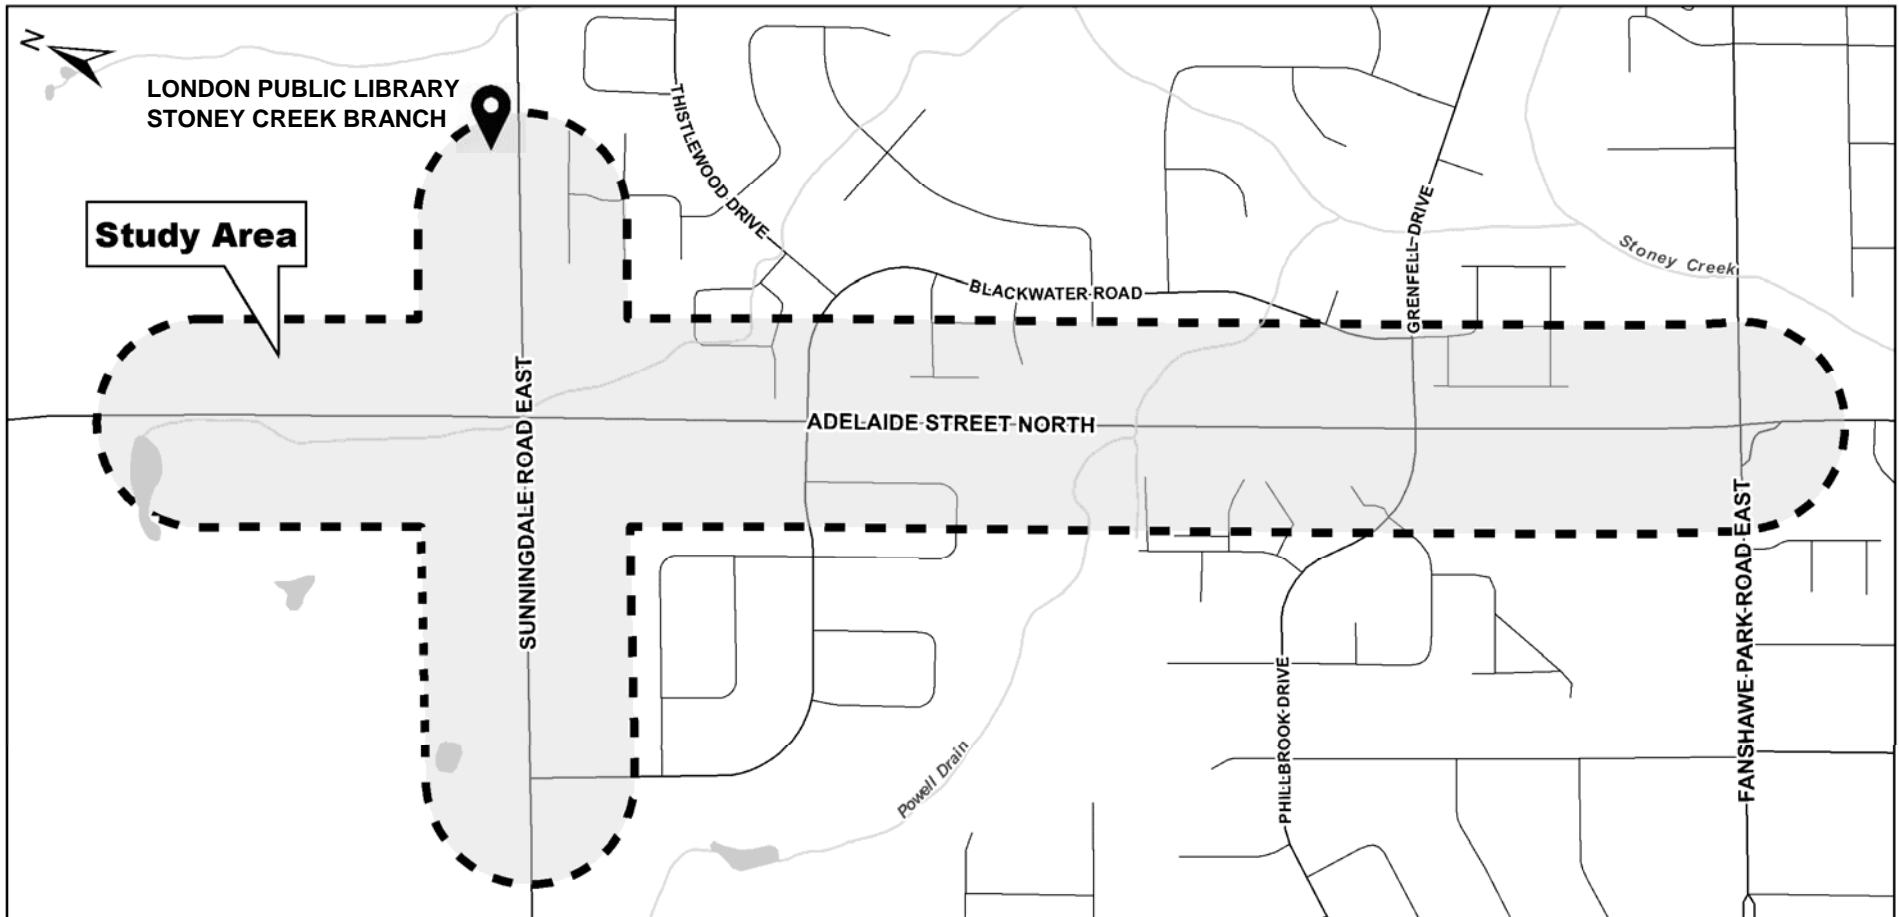 N
LONDON PUBLIC LIBRARY
STONEY CREEK BRANCH
THISTLEWOOD DRIVE
Study Area
GRENFELL DRIVE
Stoney Creek
BLACKWATER ROAD
SUNNINGDALE ROAD EAST
ADELAIDE STREET NORTH
FANSHAWE PARK ROAD EAST
PHILLBROOK DRIVE
Powell Drain